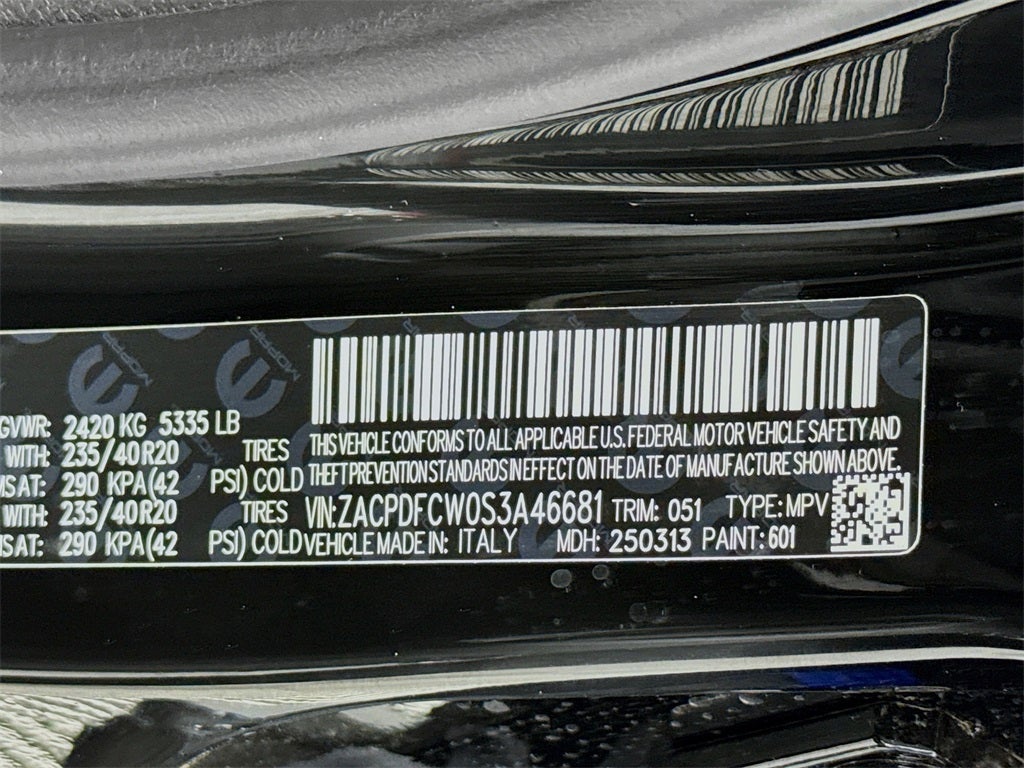 GVWR: 2420 KG 5335 LB
WITH: 235/40R20 TIRES
SAT: 290 KPA(42 PSI) COLD
WITH: 235/40R20 TIRES
SAT: 290 KPA(42 PSI) COLD
THIS VEHICLE CONFORMS TO ALL APPLICABLE U.S. FEDERAL MOTOR VEHICLE SAFETY AND
THEFT PREVENTION STANDARDS IN EFFECT ON THE DATE OF MANUFACTURE SHOWN ABOVE.
VIN: ZACPDFCW0S3A46681 TRIM: 051 TYPE: MPV
VEHICLE MADE IN: ITALY MDH: 250313 PAINT: 601
MOPAR
MOPAR